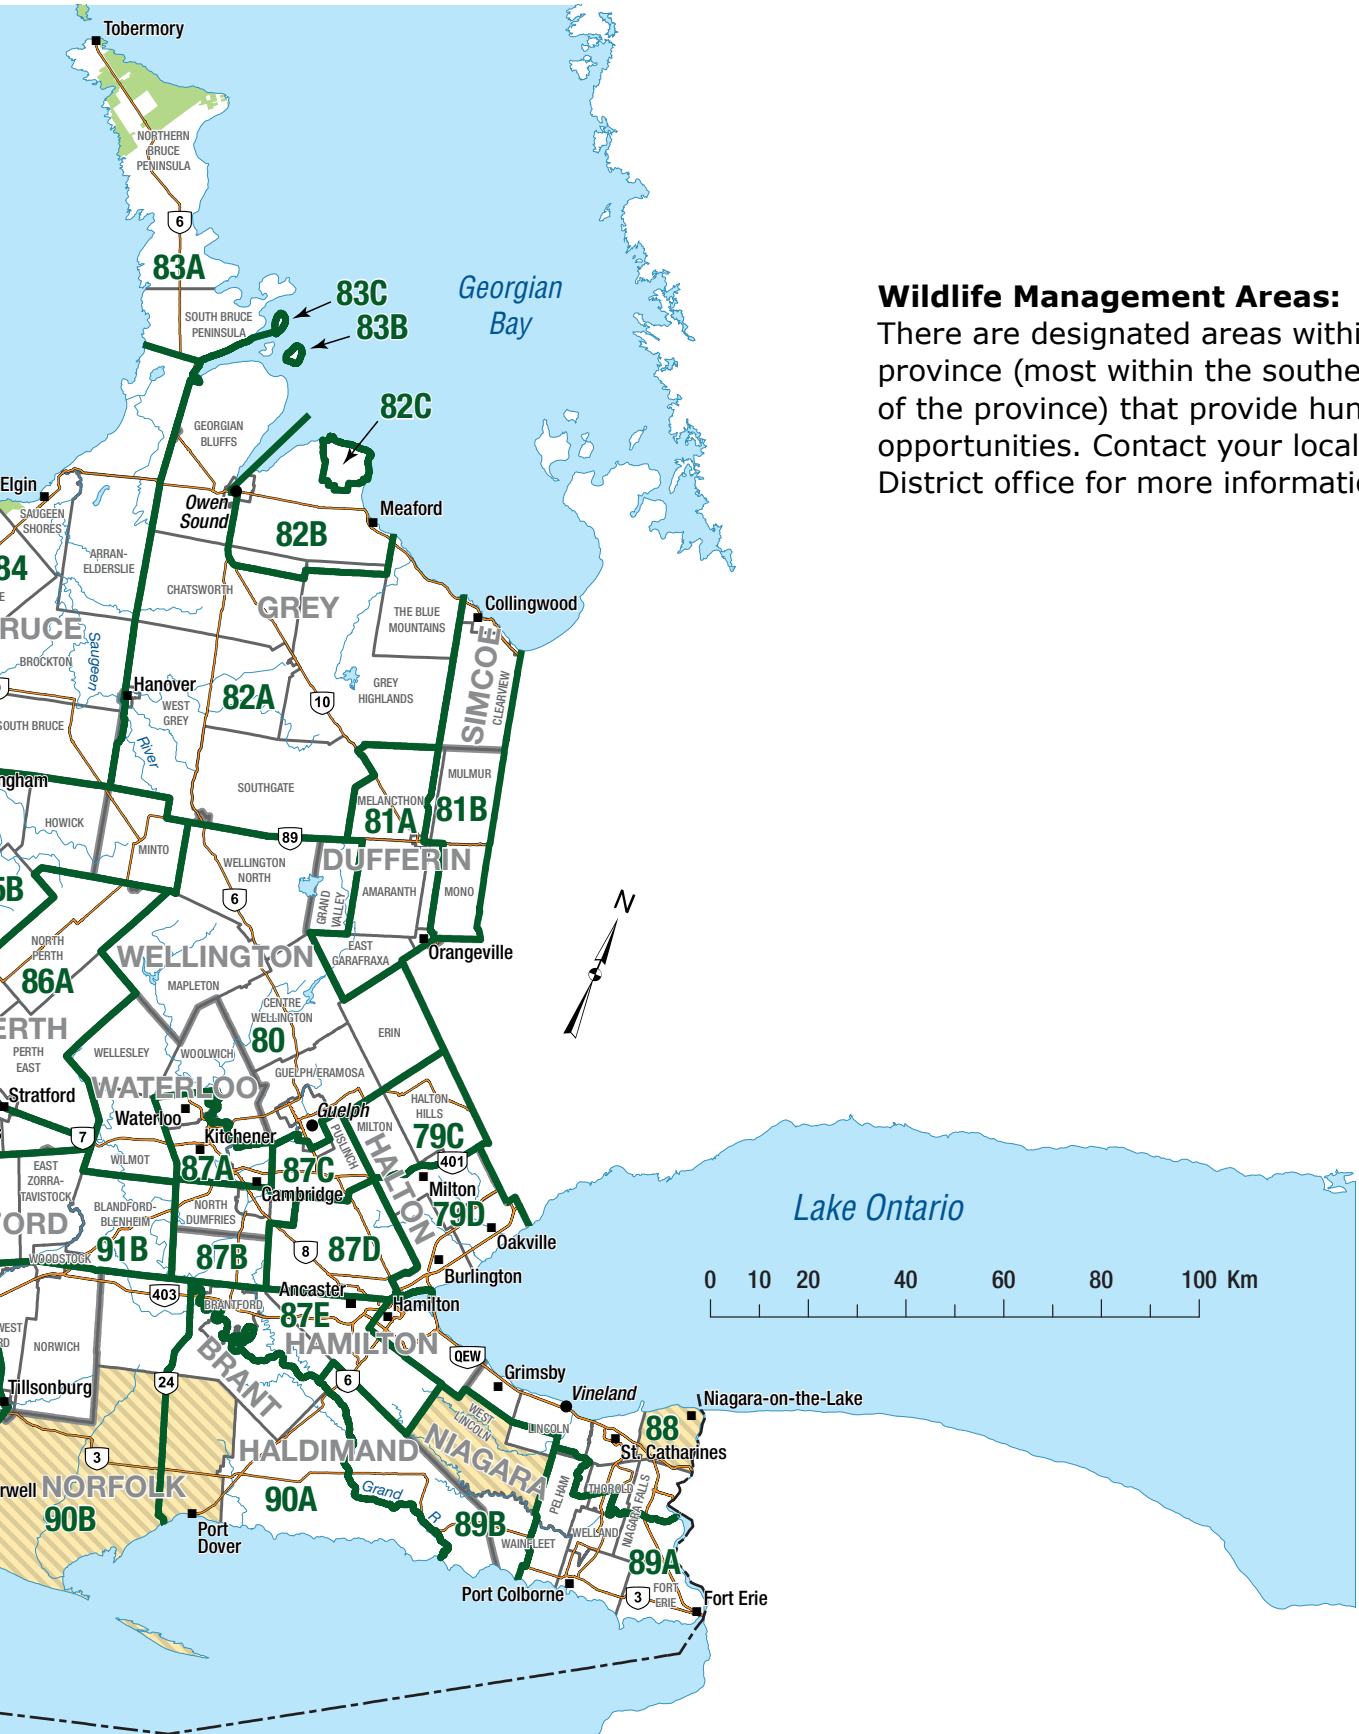 Tobermory
NORTHERN
BRUCE
PENINSULA
6
83A
83C
83B
Georgian
Bay
SOUTH BRUCE
PENINSULA
82C
GEORGIAN
BLUFFS
Wildlife Management Areas:
There are designated areas withi
province (most within the southe
of the province) that provide hun
opportunities. Contact your local
District office for more informatio
Elgin
SAUGEEN
SHORES
Owen
Sound
Meaford
82B
ARRAN-
ELDERSLIE
84
E
CHATSWORTH
GREY
THE BLUE
MOUNTAINS
Collingwood
RUCE
Saugeen
BROCKTON
SIMCOE
CLEARVIEW
Hanover
82A
10
GREY
HIGHLANDS
WEST
GREY
SOUTH BRUCE
River
ngham
MULMUR
SOUTHGATE
MELANCTHON
81A
81B
HOWICK
89
MINTO
DUFFERIN
WELLINGTON
NORTH
5B
6
GRAND
VALLEY
AMARANTH
MONO
N
NORTH
PERTH
86A
WELLINGTON
EAST
GARAFRAXA
Orangeville
MAPLETON
CENTRE
WELLINGTON
80
ERTH
PERTH
EAST
WELLESLEY
WOOLWICH
ERIN
GUELPH/ERAMOSA
WATERLOO
Stratford
Waterloo
Guelph
HALTON
HILLS
79C
7
Kitchener
PUSLINCH
MILTON
HALTON
WILMOT
87A
87C
401
EAST
ZORRA-
TAVISTOCK
Cambridge
Milton
79D
Lake Ontario
BLANDFORD-
BLENHEIM
NORTH
DUMFRIES
FORD
91B
87B
8
87D
Oakville
WOODSTOCK
Burlington
0 10 20 40 60 80 100 Km
403
BRANTFORD
Ancaster
87E
Hamilton
HAMILTON
WEST
RD
NORWICH
BRANT
QEW
Grimsby
Tillsonburg
24
6
Vineland
Niagara-on-the-Lake
WEST
LINCOLN
LINCOLN
88
St. Catharines
3
HALDIMAND
NIAGARA
rwell
NORFOLK
90B
90A
Grand
R
PELHAM
THOROLD
NIAGARA FALLS
Port
Dover
89B
WAINFLEET
WELLAND
89A
Port Colborne
3
FORT
ERIE
Fort Erie